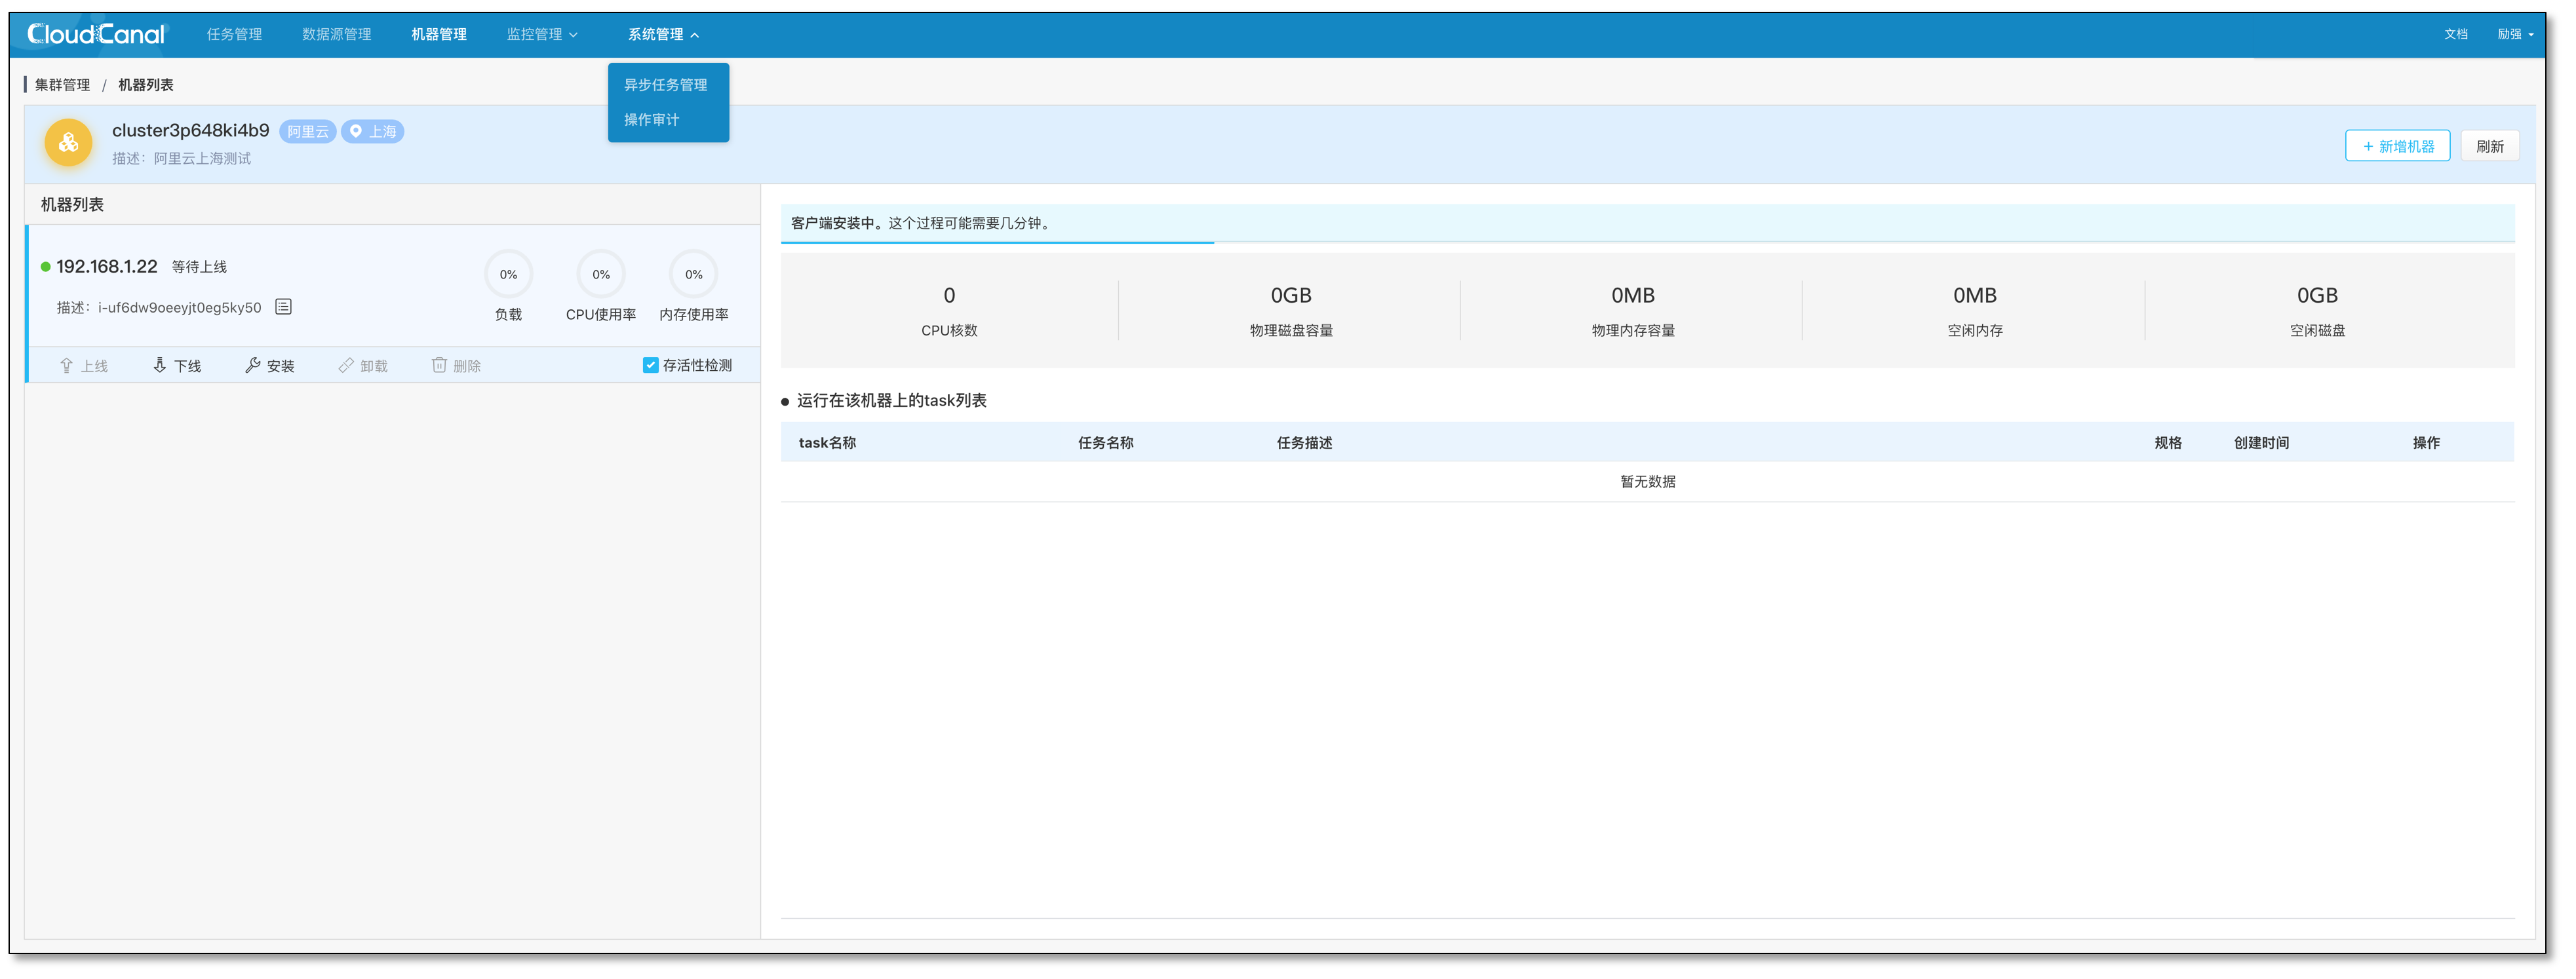 CloudCanal 任务管理 数据源管理 机器管理 监控管理 系统管理 文档 励强
异步任务管理
操作审计
集群管理 / 机器列表
cluster3p648ki4b9 阿里云 上海
描述：阿里云上海测试
+ 新增机器 刷新
机器列表
192.168.1.22 等待上线
描述：i-uf6dw9oeeyjt0eg5ky50
0% 0% 0%
负载 CPU使用率 内存使用率
上线 下线 安装 卸载 删除 存活性检测
客户端安装中。这个过程可能需要几分钟。
0 0GB 0MB 0MB 0GB
CPU核数 物理磁盘容量 物理内存容量 空闲内存 空闲磁盘
运行在该机器上的task列表
task名称 任务名称 任务描述 规格 创建时间 操作
暂无数据